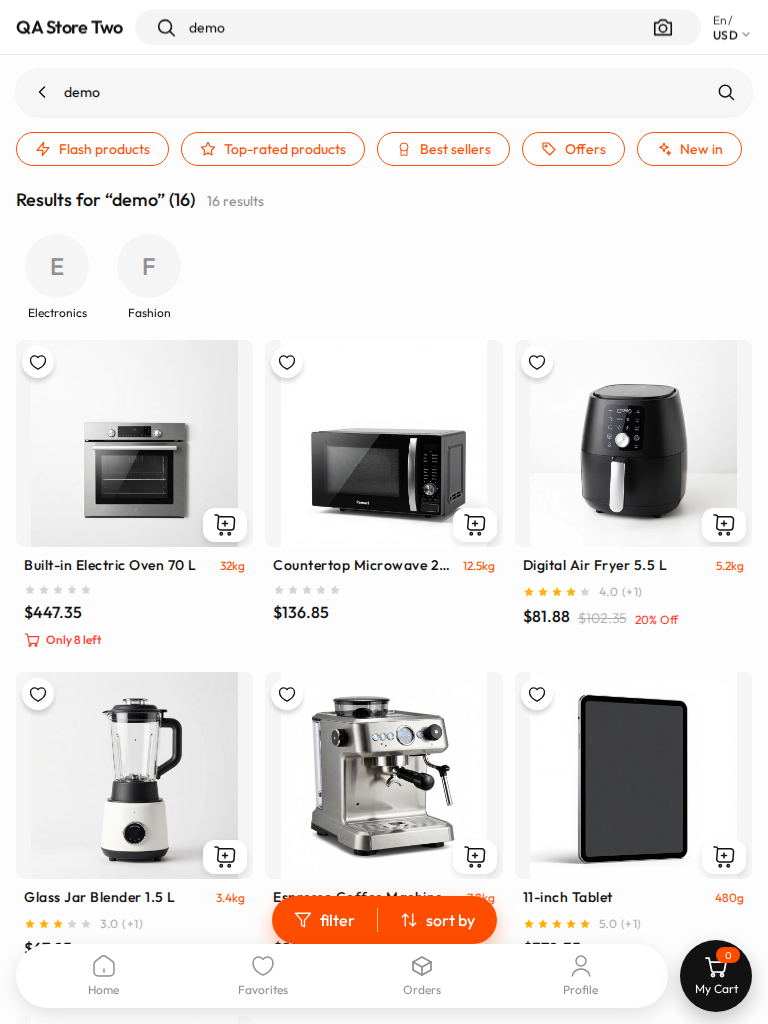 QA Store Two
demo
En/
USD
demo
Flash products
Top-rated products
Best sellers
Offers
New in
Results for “demo” (16) 16 results
E
F
Electronics
Fashion
Built-in Electric Oven 70 L 32kg
$447.35
Only 8 left
Countertop Microwave 2... 12.5kg
$136.85
Digital Air Fryer 5.5 L 5.2kg
4.0 (+1)
$81.88 $102.35 20% Off
Glass Jar Blender 1.5 L 3.4kg
3.0 (+1)
Espresso Coffee Machine
11-inch Tablet 480g
5.0 (+1)
filter
sort by
Home
Favorites
Orders
Profile
0
My Cart